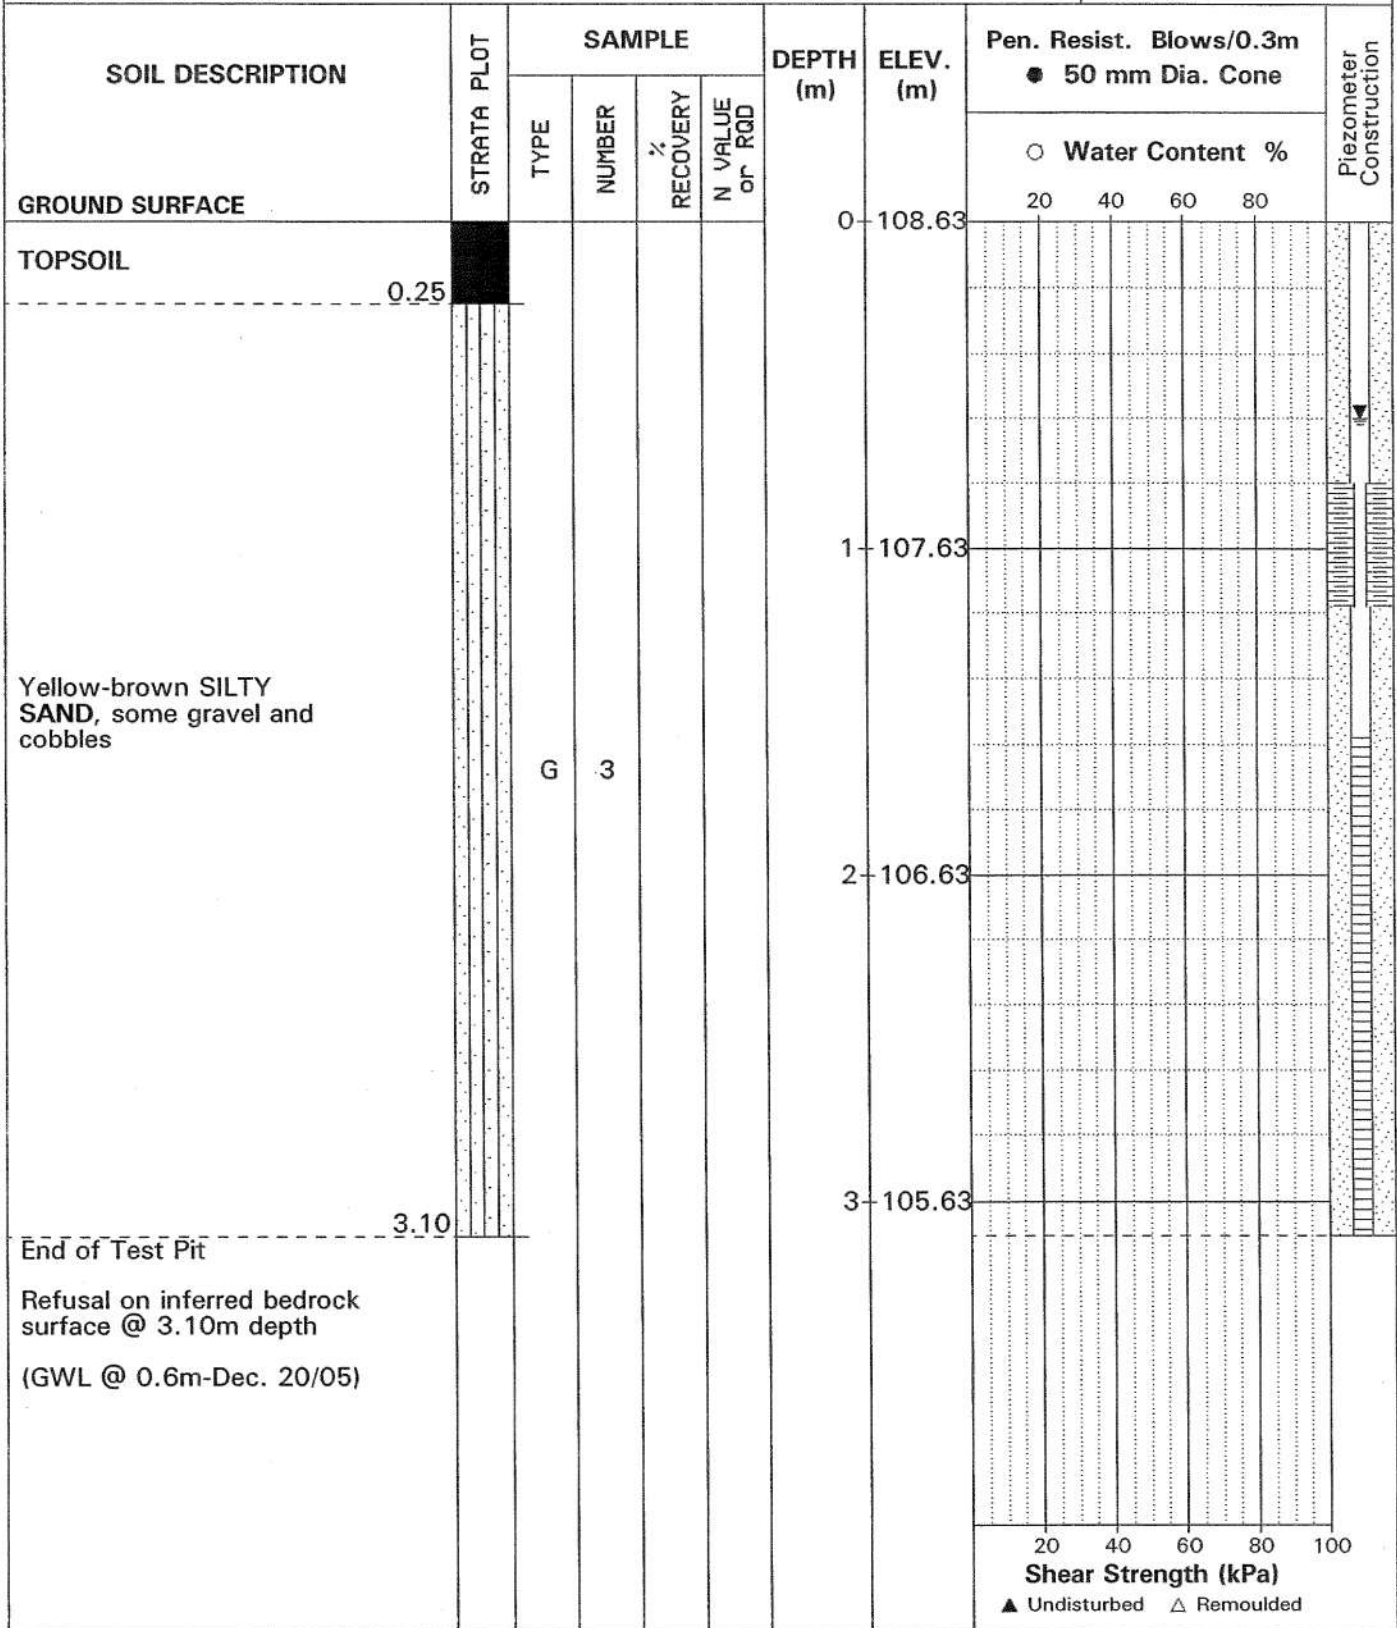 SOIL DESCRIPTION
GROUND SURFACE
STRATA PLOT
SAMPLE
TYPE
NUMBER
%
RECOVERY
N VALUE
or RQD
DEPTH
(m)
ELEV.
(m)
Pen. Resist. Blows/0.3m
● 50 mm Dia. Cone
○ Water Content %
20 40 60 80
Piezometer
Construction
0 108.63
TOPSOIL
0.25
1 107.63
Yellow-brown SILTY
SAND, some gravel and
cobbles
G 3
2 106.63
3 105.63
3.10
End of Test Pit
Refusal on inferred bedrock
surface @ 3.10m depth
(GWL @ 0.6m-Dec. 20/05)
20 40 60 80 100
Shear Strength (kPa)
▲ Undisturbed △ Remoulded